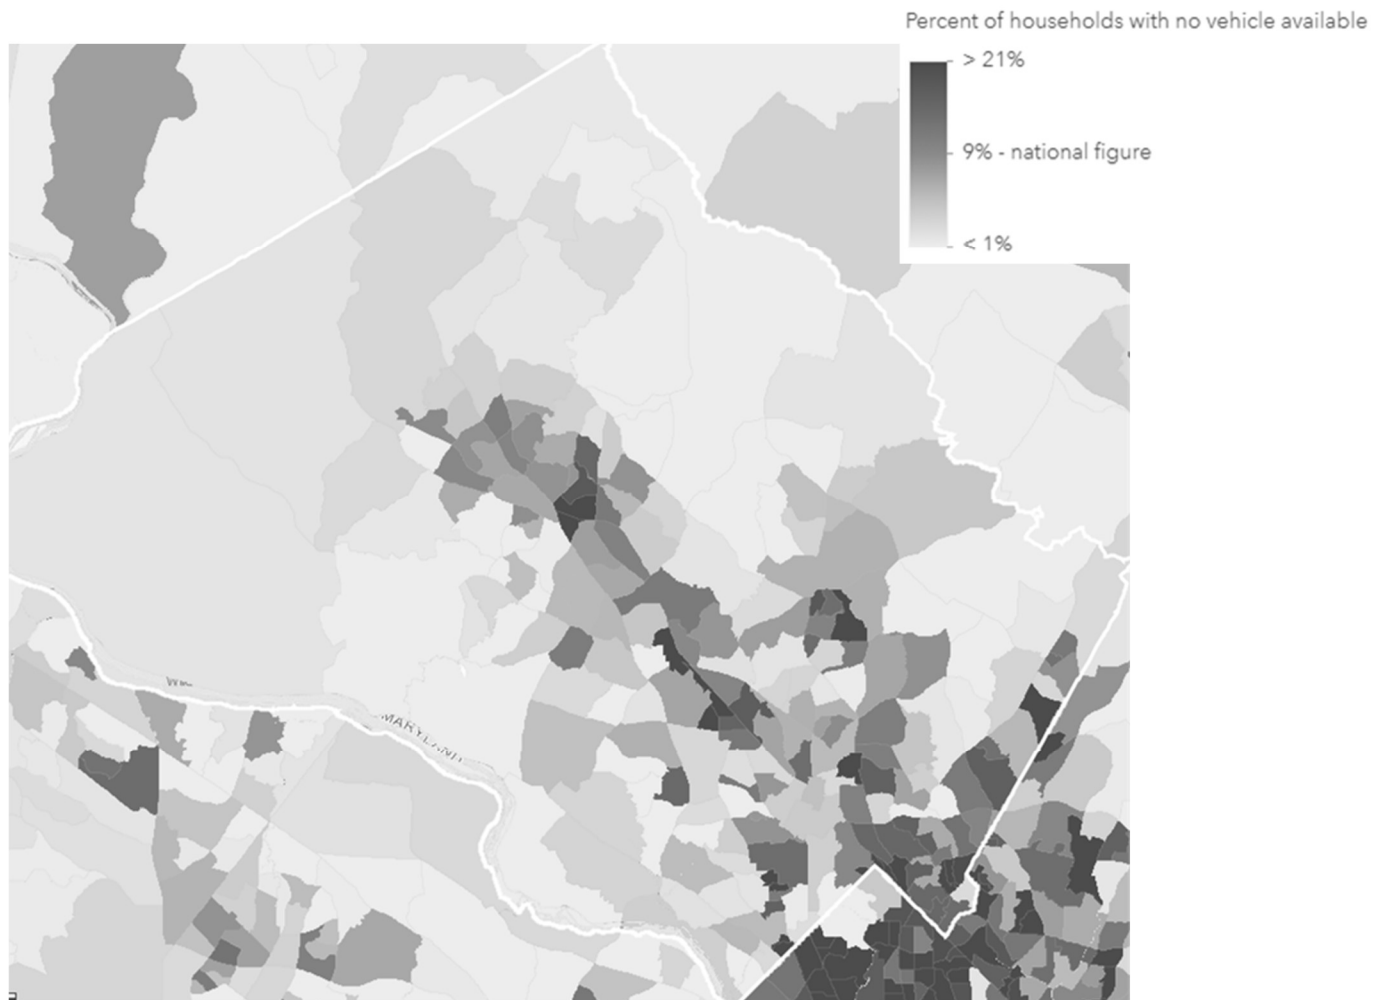 Percent of households with no vehicle available
> 21%
9% - national figure
< 1%
MARYLAND